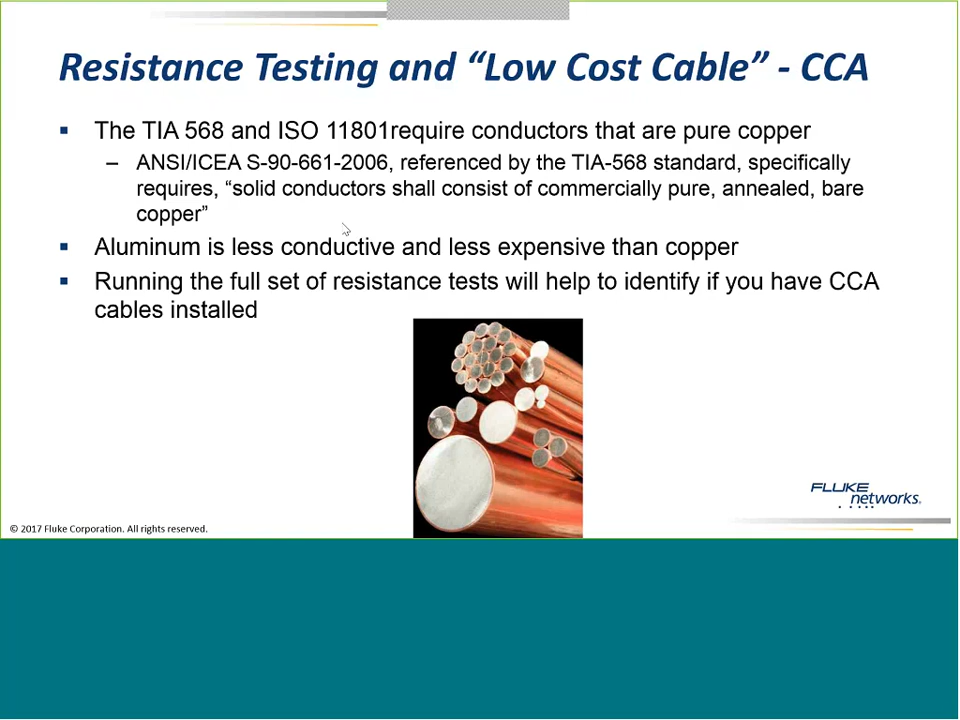 Resistance Testing and “Low Cost Cable” - CCA
▪ The TIA 568 and ISO 11801require conductors that are pure copper
– ANSI/ICEA S-90-661-2006, referenced by the TIA-568 standard, specifically
requires, “solid conductors shall consist of commercially pure, annealed, bare
copper”
▪ Aluminum is less conductive and less expensive than copper
▪ Running the full set of resistance tests will help to identify if you have CCA
cables installed
FLUKE
networks®
© 2017 Fluke Corporation. All rights reserved.